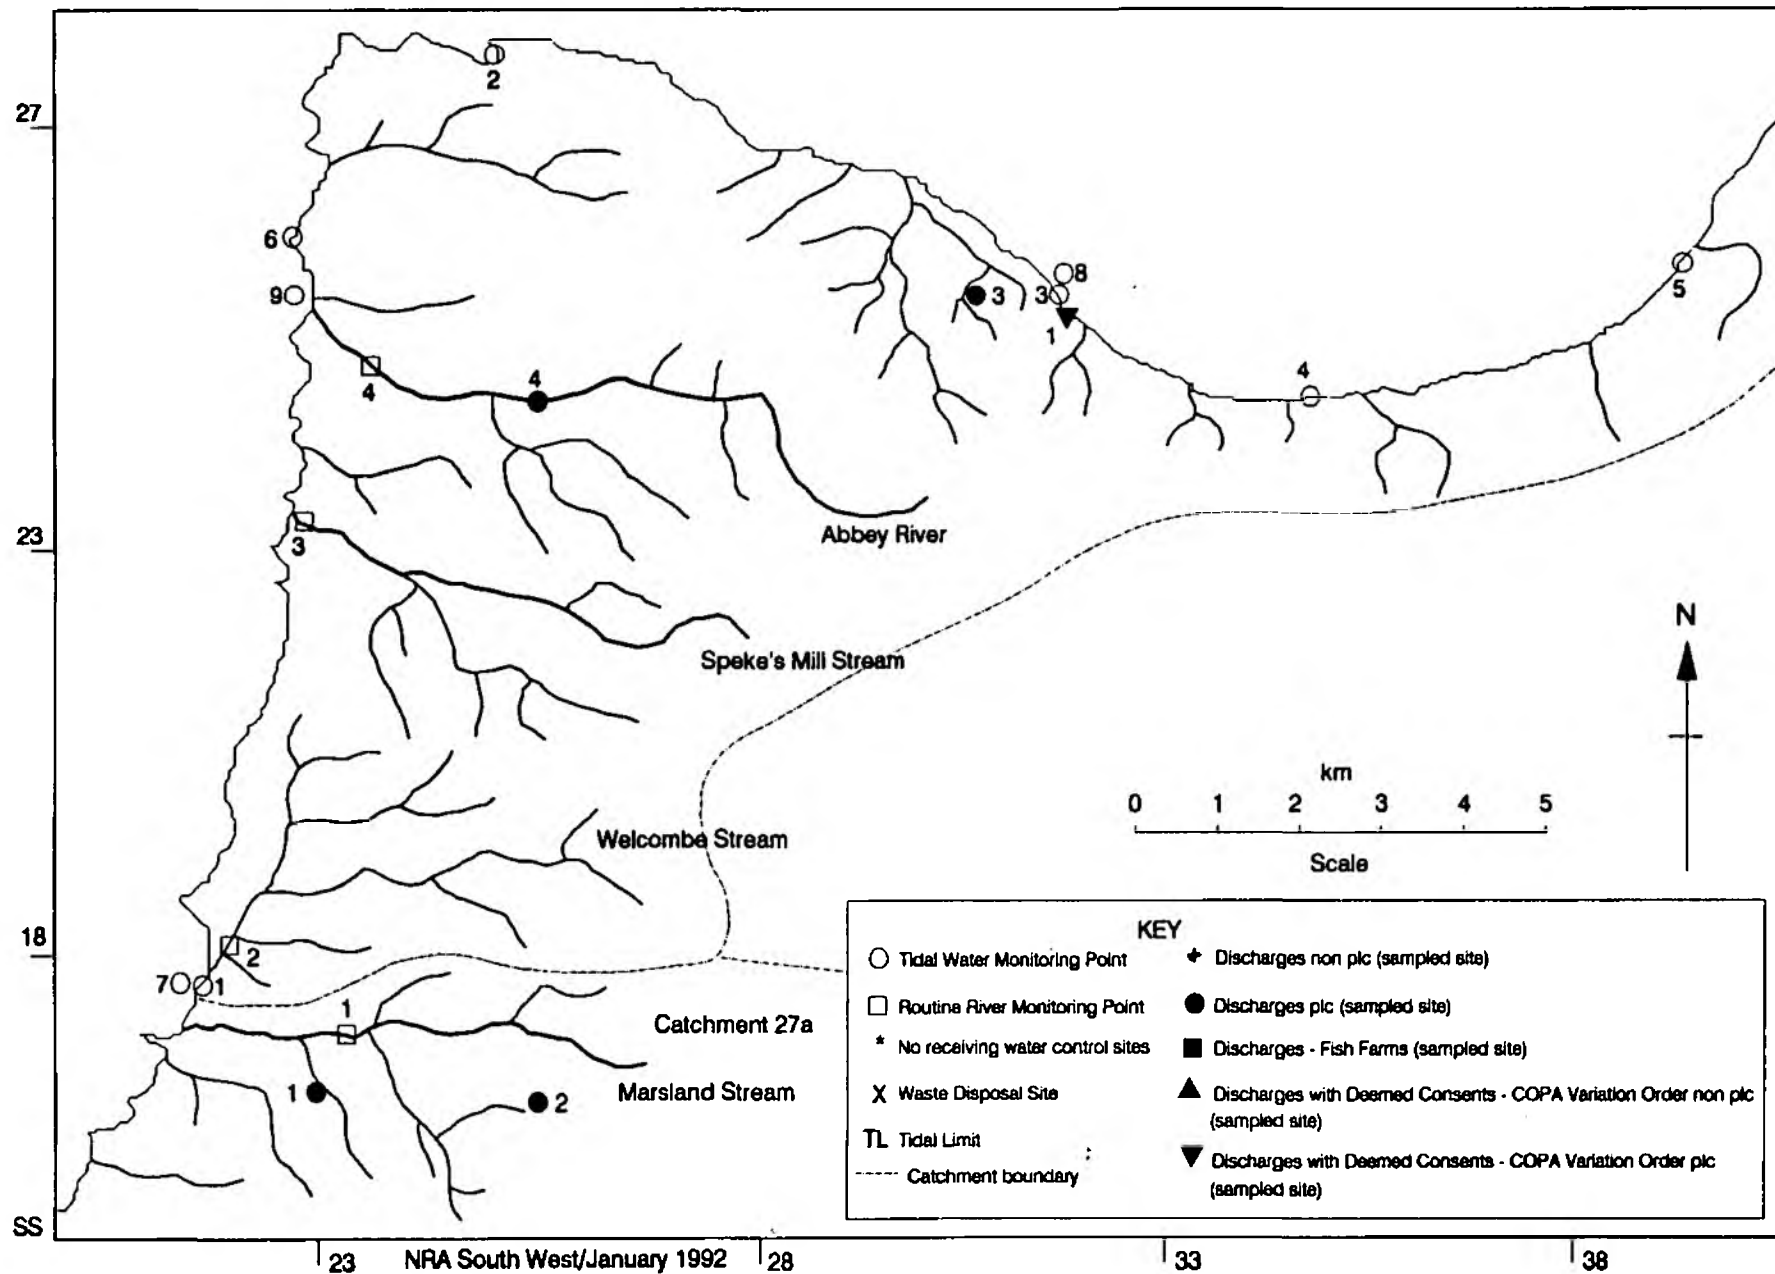 2
27
6
9
8
3
3
1
5
4
4
4
Abbey River
23
3
Speke's Mill Stream
N
km
0 1 2 3 4 5
Scale
Welcombe Stream
18
2
7
1
1
Catchment 27a
Marsland Stream
1
2
KEY
Tidal Water Monitoring Point
Routine River Monitoring Point
* No receiving water control sites
X Waste Disposal Site
TL Tidal Limit
Catchment boundary
Discharges non plc (sampled site)
Discharges plc (sampled site)
Discharges - Fish Farms (sampled site)
Discharges with Deemed Consents - COPA Variation Order non plc
(sampled site)
Discharges with Deemed Consents - COPA Variation Order plc
(sampled site)
SS
23
NRA South West/January 1992
28
33
38